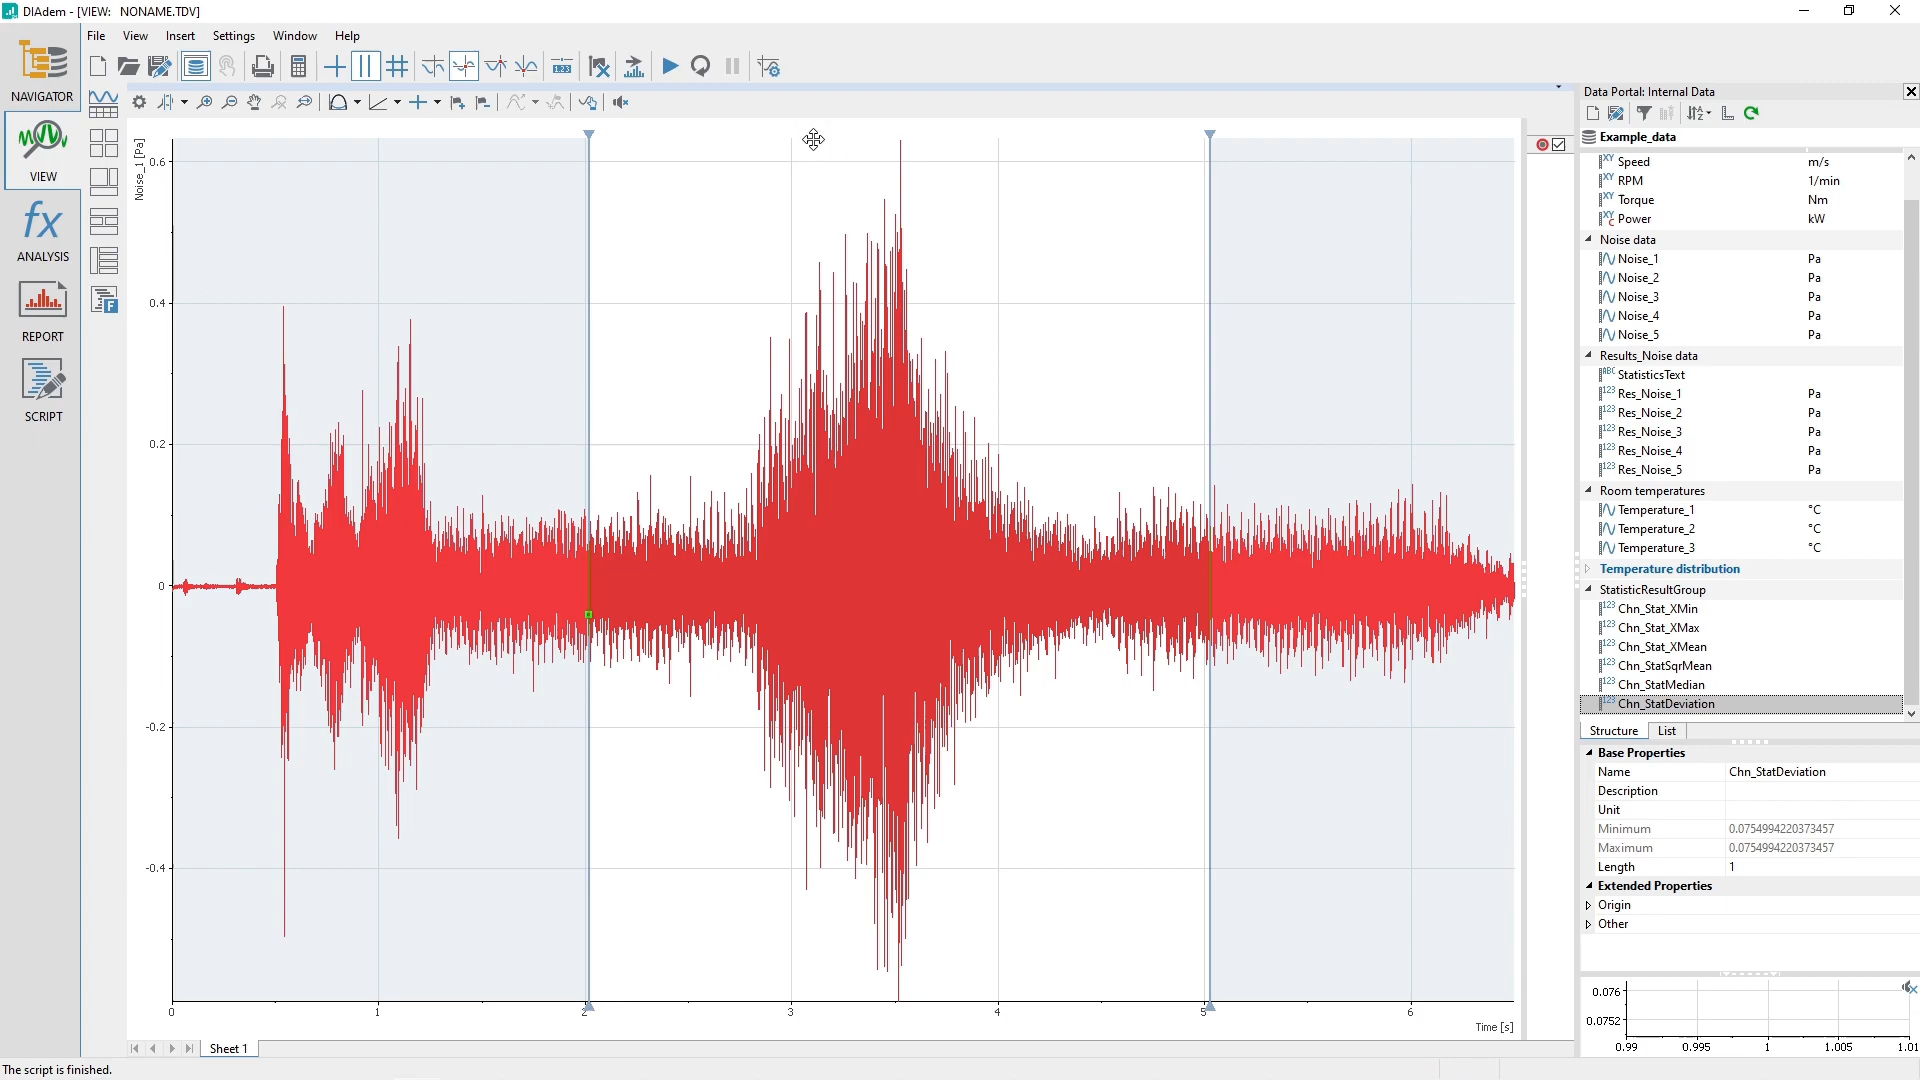 DIAdem - [VIEW:   NONAME.TDV]
File View Insert Settings Window Help
NAVIGATOR
VIEW
ANALYSIS
REPORT
SCRIPT
Noise_1 [Pa]
0.6
0.4
0.2
0
-0.2
-0.4
0 1 2 3 4 5 6
Time [s]
Sheet 1
The script is finished.
Data Portal: Internal Data
Example_data
Speed m/s
RPM 1/min
Torque Nm
Power kW
Noise data
Noise_1 Pa
Noise_2 Pa
Noise_3 Pa
Noise_4 Pa
Noise_5 Pa
Results_Noise data
StatisticsText
Res_Noise_1 Pa
Res_Noise_2 Pa
Res_Noise_3 Pa
Res_Noise_4 Pa
Res_Noise_5 Pa
Room temperatures
Temperature_1 °C
Temperature_2 °C
Temperature_3 °C
Temperature distribution
StatisticResultGroup
Chn_Stat_XMin
Chn_Stat_XMax
Chn_Stat_XMean
Chn_StatSqrMean
Chn_StatMedian
Chn_StatDeviation
Structure List
Base Properties
Name Chn_StatDeviation
Description
Unit
Minimum 0.0754994220373457
Maximum 0.0754994220373457
Length 1
Extended Properties
Origin
Other
0.076
0.0752
0.99 0.995 1 1.005 1.01